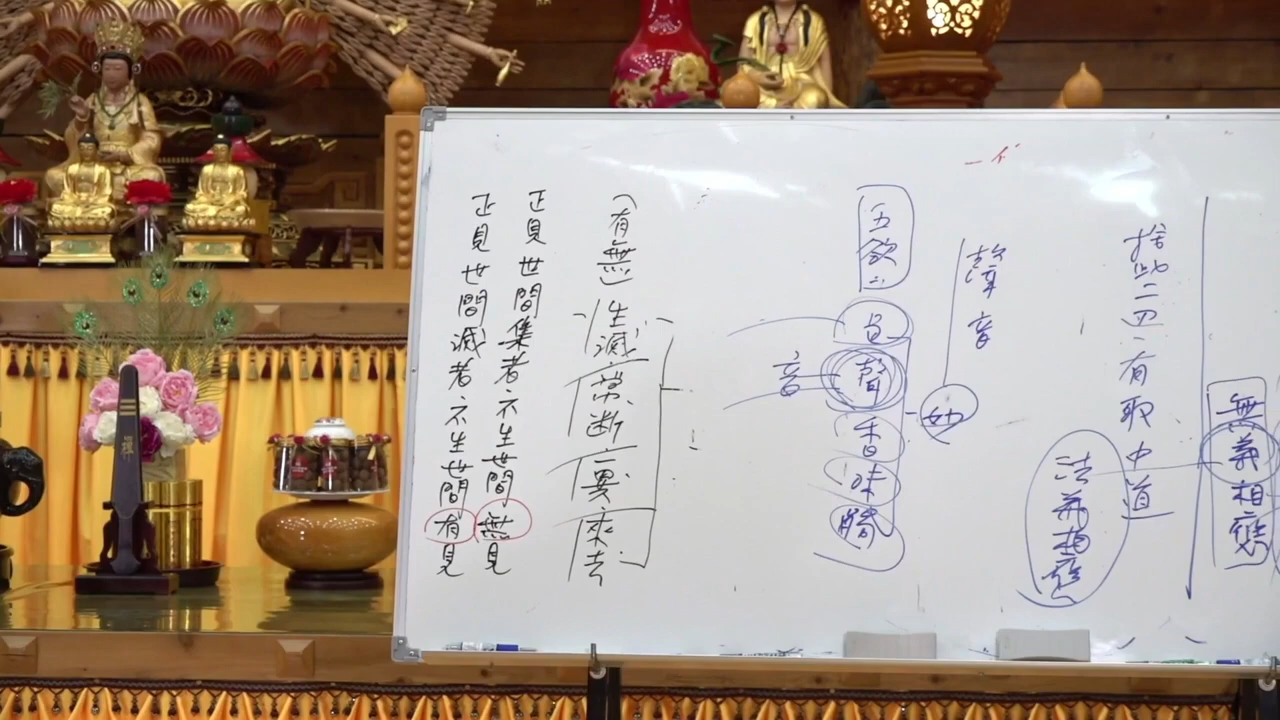 無義相應
捨此二邊有取中道
法義相應
聲音
妙
五欲:
色
聲
香
味
觸
音
(有無)
生滅
常斷
一異
來去
正見世間集者,不生世間無見
正見世間滅者,不生世間有見
禪